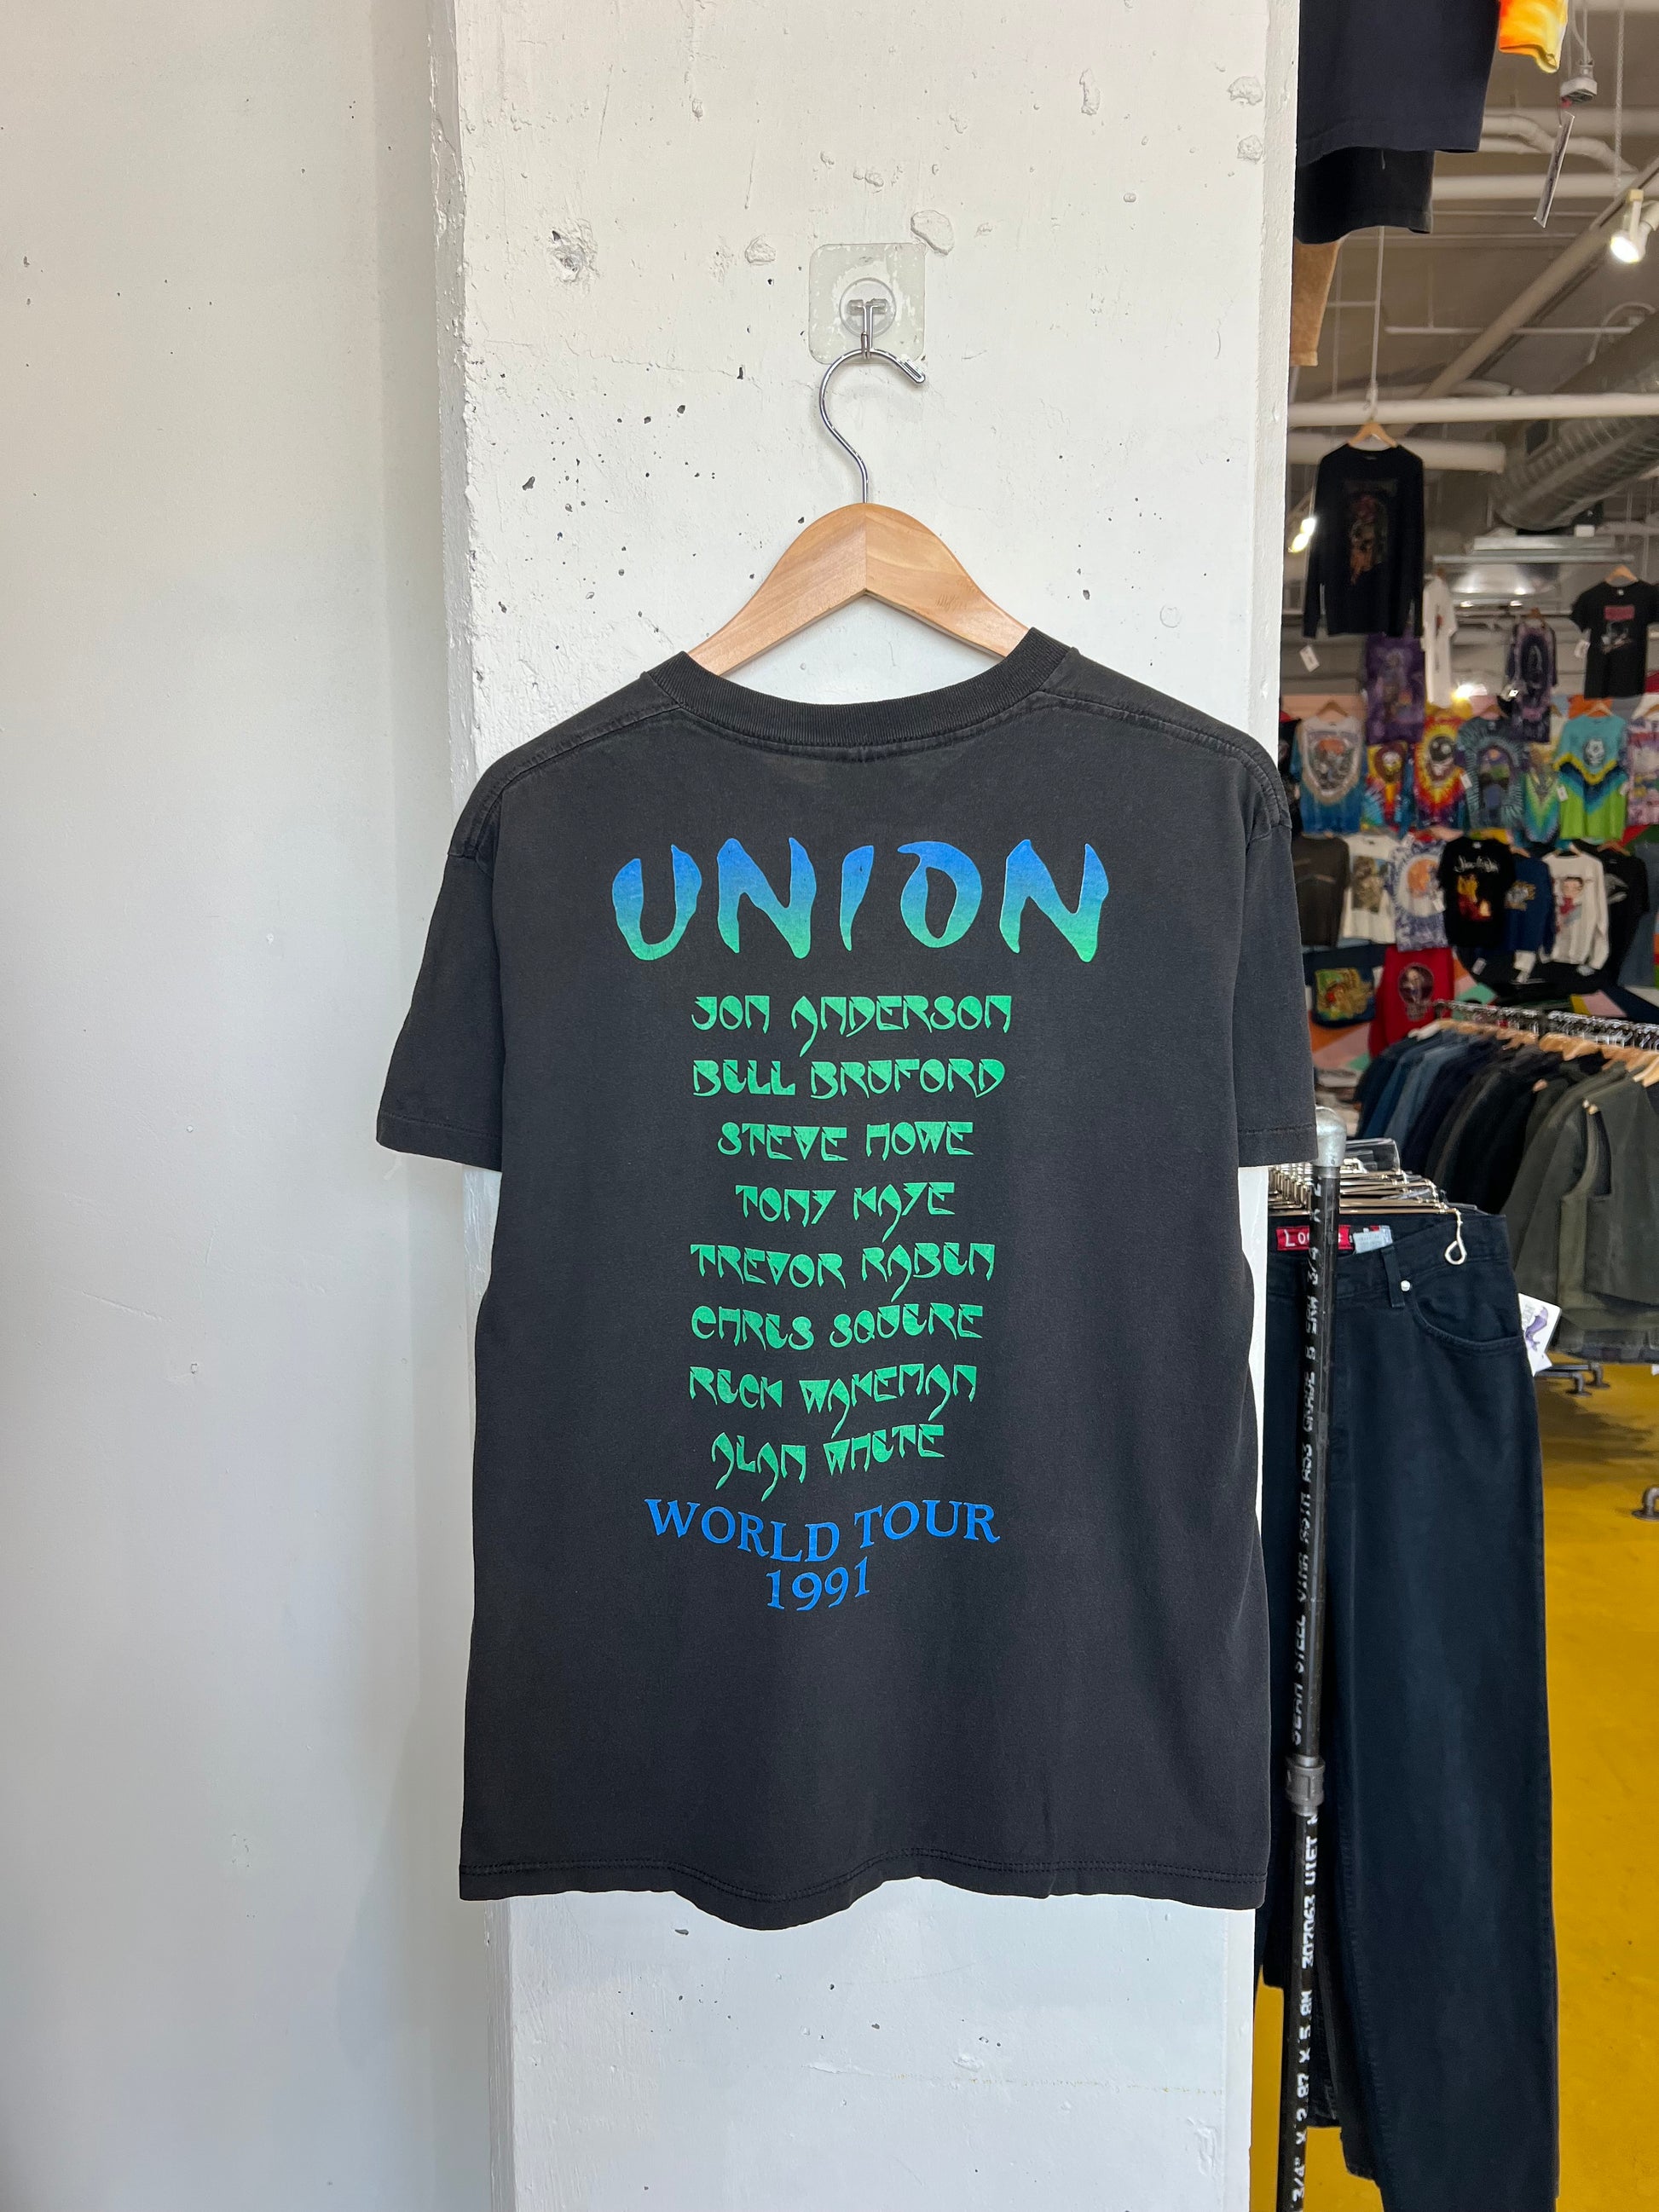 UNION
JON ANDERSON
BILL BRUFORD
STEVE HOWE
TONY KAYE
TREVOR RABIN
CHRIS SQUIRE
RICK WAKEMAN
ALAN WHITE
WORLD TOUR
1991